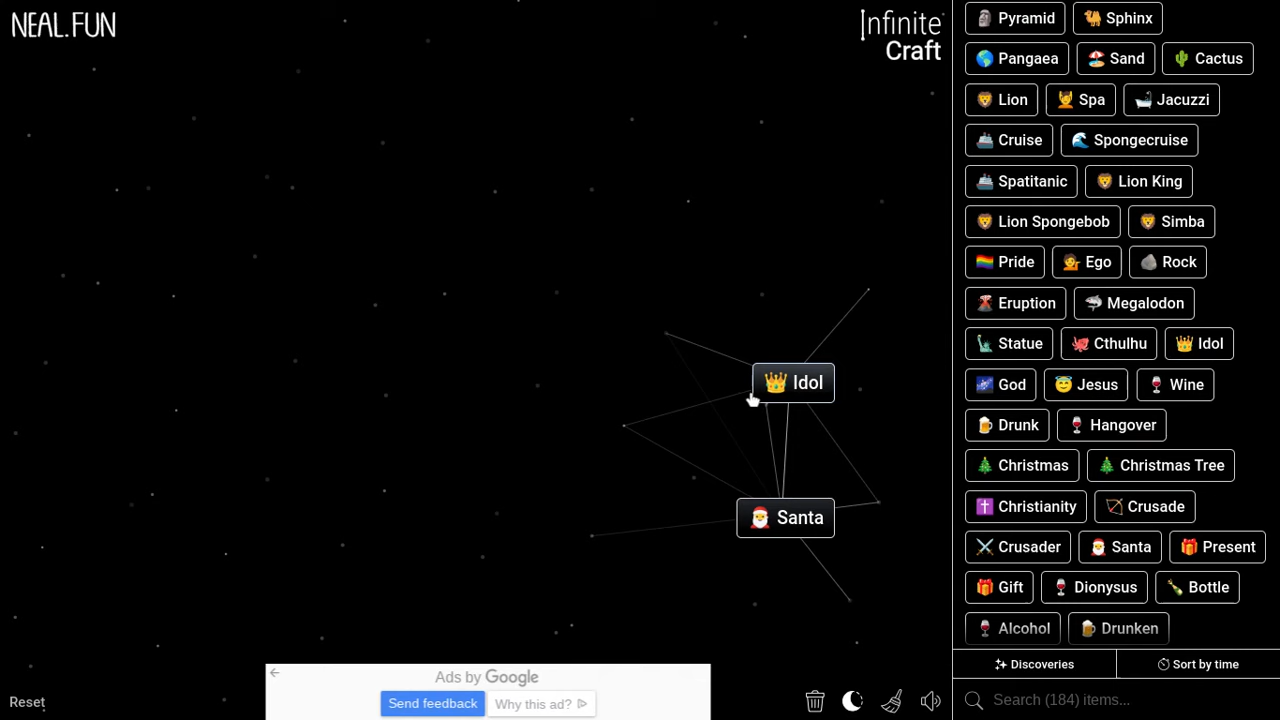 NEAL.FUN
Infinite
Craft
Idol
Santa
Pyramid Sphinx
Pangaea Sand Cactus
Lion Spa Jacuzzi
Cruise Spongecruise
Spatitanic Lion King
Lion Spongebob Simba
Pride Ego Rock
Eruption Megalodon
Statue Cthulhu Idol
God Jesus Wine
Drunk Hangover
Christmas Christmas Tree
Christianity Crusade
Crusader Santa Present
Gift Dionysus Bottle
Alcohol Drunken
Discoveries Sort by time
Search (184) items...
Ads by Google
Send feedback Why this ad?
Reset